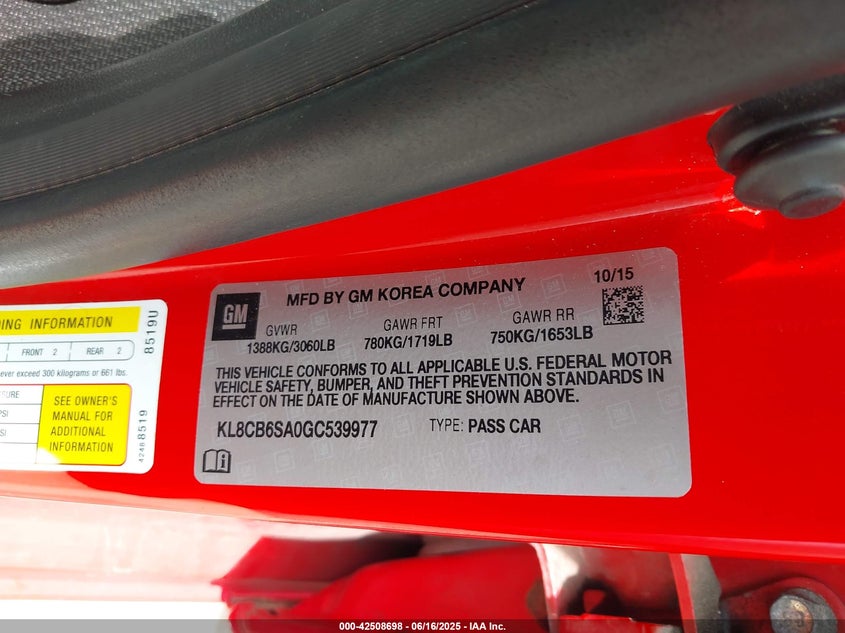 MFD BY GM KOREA COMPANY
10/15
GM
GVWR
GAWR FRT
GAWR RR
1388KG/3060LB
780KG/1719LB
750KG/1653LB
THIS VEHICLE CONFORMS TO ALL APPLICABLE U.S. FEDERAL MOTOR
VEHICLE SAFETY, BUMPER, AND THEFT PREVENTION STANDARDS IN
EFFECT ON THE DATE OF MANUFACTURE SHOWN ABOVE.
KL8CB6SA0GC539977
TYPE: PASS CAR
INFORMATION
8519U
FRONT 2
REAR 2
exceed 300 kilograms or 661 lbs.
SEE OWNER'S
MANUAL FOR
ADDITIONAL
INFORMATION
42468519
000-42508698 - 06/16/2025 - IAA Inc.